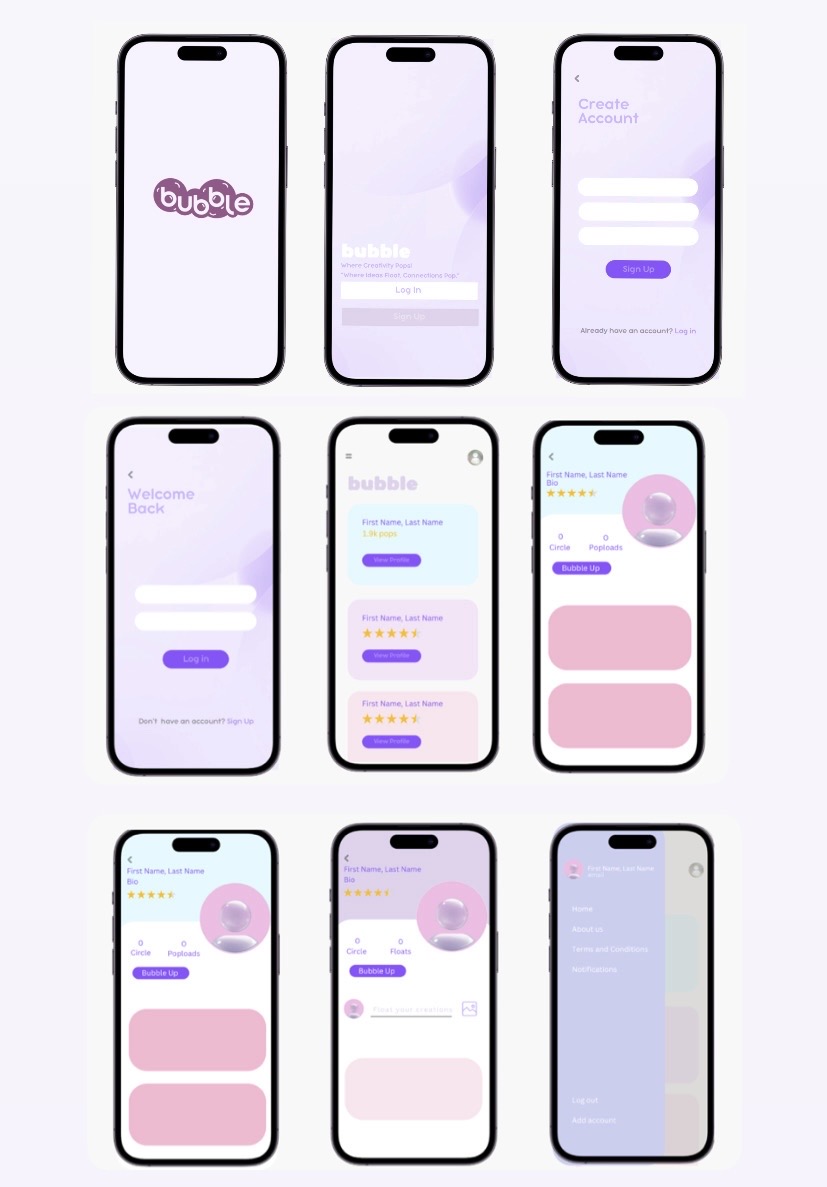 bubble
bubble
Where Creativity Pops!
"Where Ideas Float, Connections Pop."
Log In
Sign Up
Create
Account
Sign Up
Already have an account? Log in
Welcome
Back
Log in
Don't have an account? Sign Up
bubble
First Name, Last Name
1.9k pops
View Profile
First Name, Last Name
View Profile
First Name, Last Name
View Profile
First Name, Last Name
Bio
0 0
Circle Poploads
Bubble Up
First Name, Last Name
Bio
0 0
Circle Poploads
Bubble Up
First Name, Last Name
Bio
0 0
Circle Floats
Bubble Up
Float your creations
First Name, Last Name
Home
About us
Terms and Conditions
Notifications
Log out
Add account